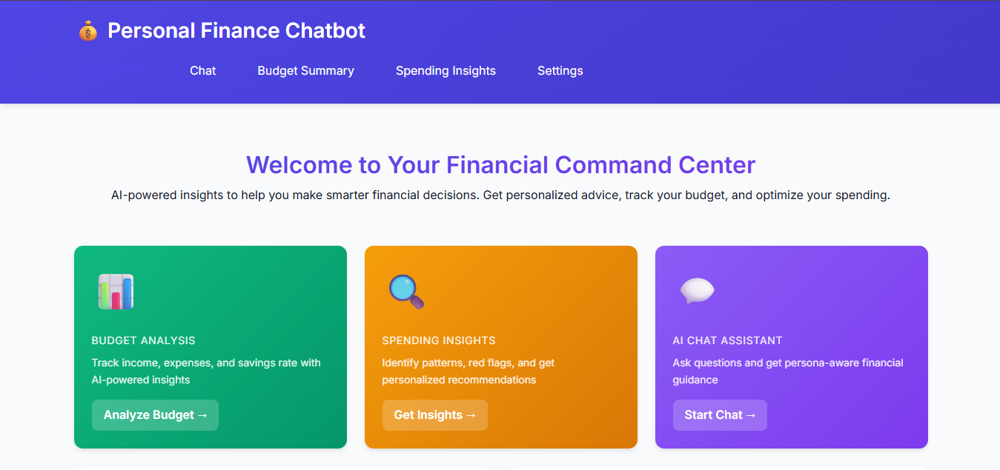 Personal Finance Chatbot
Chat
Budget Summary
Spending Insights
Settings
Welcome to Your Financial Command Center
AI-powered insights to help you make smarter financial decisions. Get personalized advice, track your budget, and optimize your spending.
BUDGET ANALYSIS
Track income, expenses, and savings rate with
AI-powered insights
Analyze Budget →
SPENDING INSIGHTS
Identify patterns, red flags, and get
personalized recommendations
Get Insights →
AI CHAT ASSISTANT
Ask questions and get persona-aware financial
guidance
Start Chat →